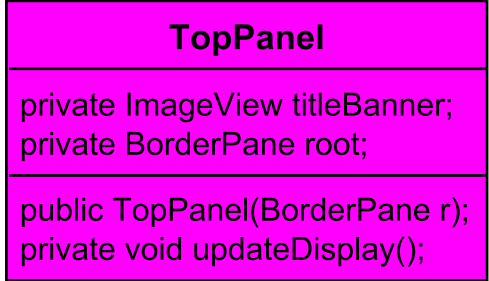 TopPanel
private ImageView titleBanner;
private BorderPane root;
public TopPanel(BorderPane r);
private void updateDisplay();